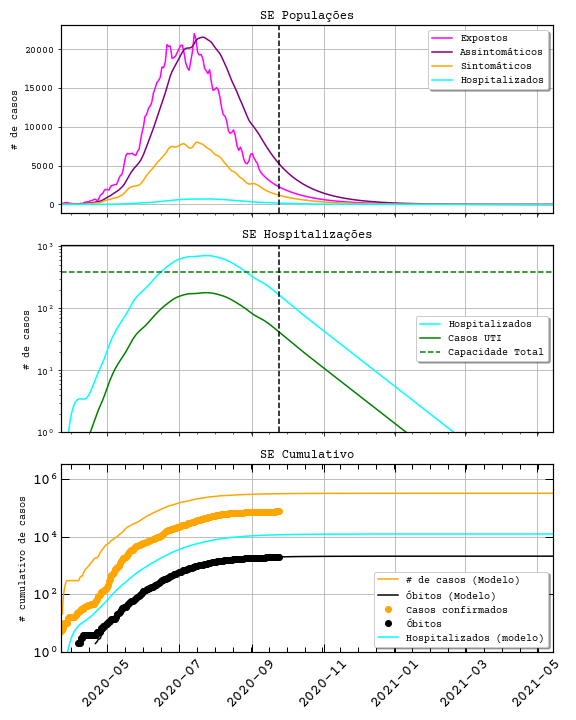 SE Populações
# de casos
20000
15000
10000
5000
0
Expostos
Assintomáticos
Sintomáticos
Hospitalizados
SE Hospitalizações
# de casos
10³
10²
10¹
10⁰
Hospitalizados
Casos UTI
Capacidade Total
SE Cumulativo
# cumulativo de casos
10⁶
10⁴
10²
10⁰
# de casos (Modelo)
óbitos (Modelo)
Casos confirmados
Óbitos
Hospitalizados (modelo)
2020-05
2020-07
2020-09
2020-11
2021-01
2021-03
2021-05